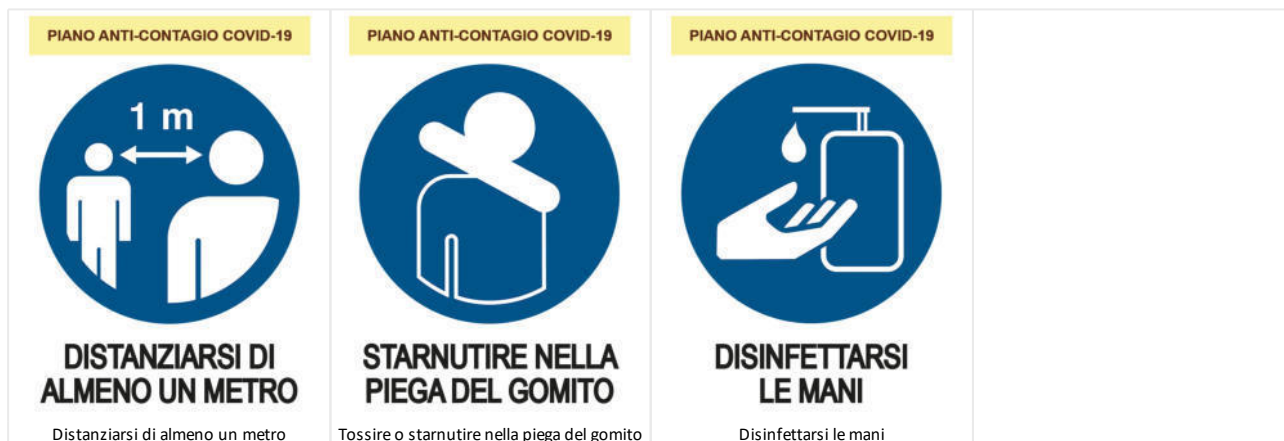 PIANO ANTI-CONTAGIO COVID-19
1 m
DISTANZIARSI DI
ALMENO UN METRO
Distanziarsi di almeno un metro
PIANO ANTI-CONTAGIO COVID-19
STARNUTIRE NELLA
PIEGA DEL GOMITO
Tossire o starnutire nella piega del gomito
PIANO ANTI-CONTAGIO COVID-19
DISINFETTARSI
LE MANI
Disinfettarsi le mani